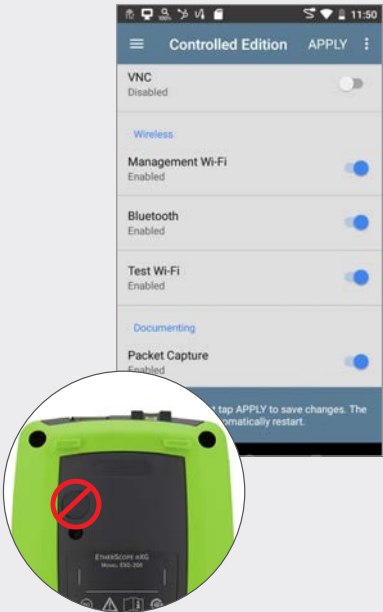 11:50
Controlled Edition APPLY
VNC
Disabled
Wireless
Management Wi-Fi
Enabled
Bluetooth
Enabled
Test Wi-Fi
Enabled
Documenting
Packet Capture
Enabled
tap APPLY to save changes. The
omatically restart.
ETHERSCOPE nXG
MODEL: EXG-200